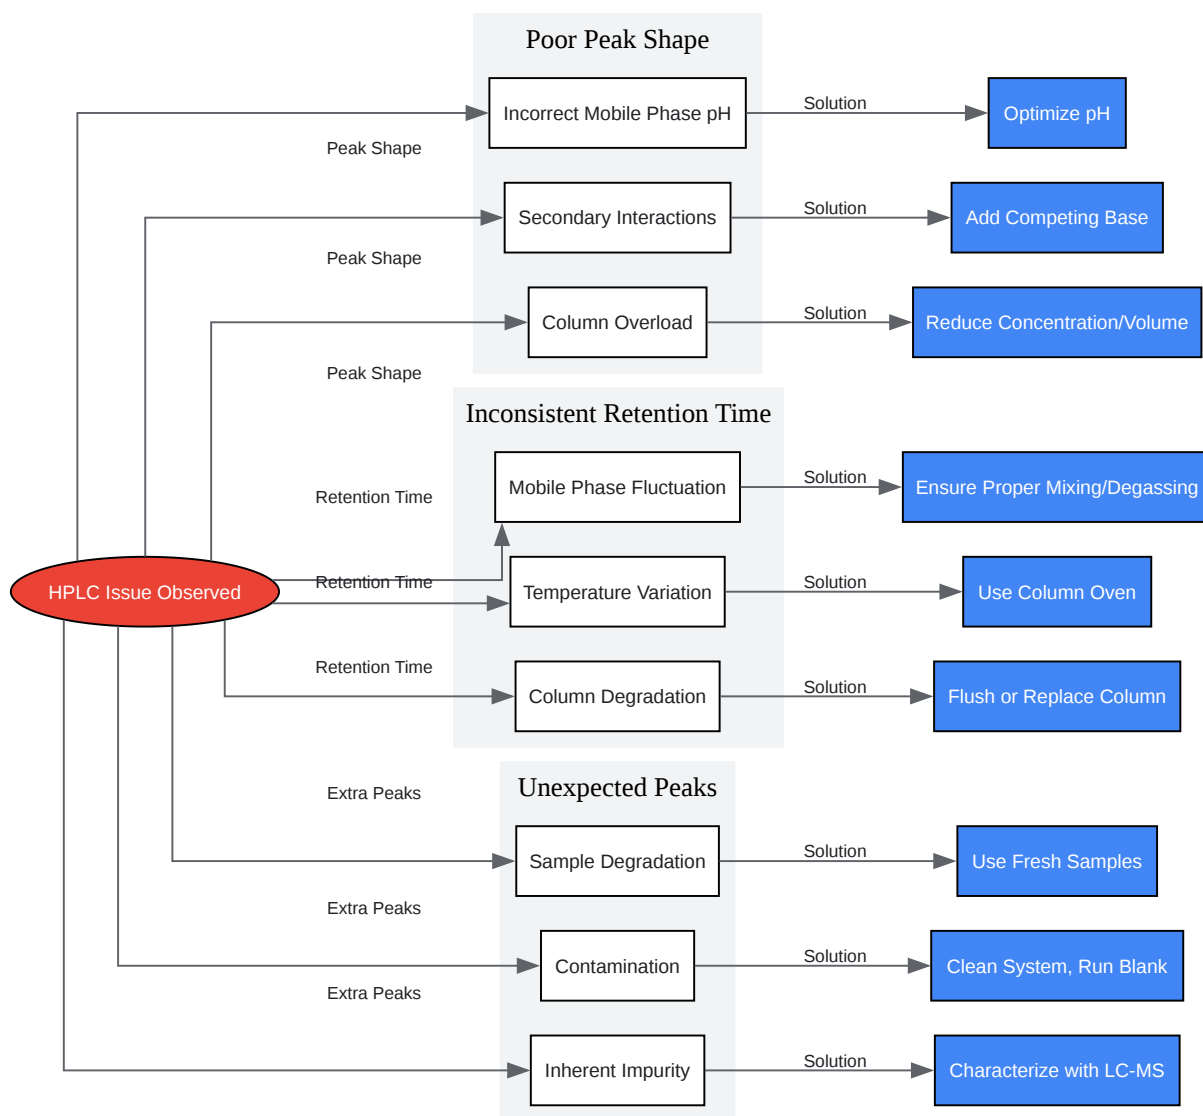 Poor Peak Shape
Incorrect Mobile Phase pH
Solution
Optimize pH
Peak Shape
Secondary Interactions
Solution
Add Competing Base
Peak Shape
Column Overload
Solution
Reduce Concentration/Volume
Peak Shape
Inconsistent Retention Time
Mobile Phase Fluctuation
Solution
Ensure Proper Mixing/Degassing
Retention Time
HPLC Issue Observed
Retention Time
Temperature Variation
Solution
Use Column Oven
Retention Time
Column Degradation
Solution
Flush or Replace Column
Unexpected Peaks
Extra Peaks
Sample Degradation
Solution
Use Fresh Samples
Extra Peaks
Contamination
Solution
Clean System, Run Blank
Extra Peaks
Inherent Impurity
Solution
Characterize with LC-MS